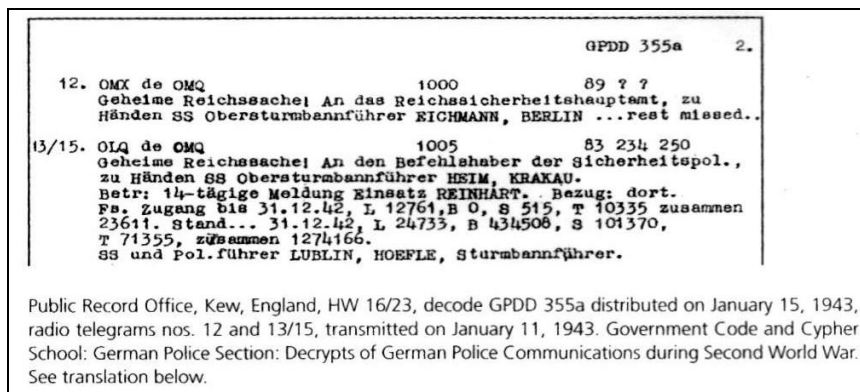 GPDD 355a 2.
12. OMX de OMQ 1000 89 ? ?
Geheime Reichssache! An das Reichssicherheitshauptamt, zu
Händen SS Obersturmbannführer EICHMANN, BERLIN ...rest missed..
13/15. OLQ de OMQ 1005 83 234 250
Geheime Reichssache! An den Befehlshaber der Sicherheitspol.,
zu Händen SS Obersturmbannführer HEIM, KRAKAU.
Betr: 14-tägige Meldung Einsatz REINHART. Bezug: dort.
Fs. Zugang bis 31.12.42, L 12761, B 0, S 515, T 10335 zusammen
23611. Stand... 31.12.42, L 24733, B 434508, S 101370,
T 71355, zusammen 1274166.
SS und Pol.führer LUBLIN, HOEFLE, Sturmbannführer.
Public Record Office, Kew, England, HW 16/23, decode GPDD 355a distributed on January 15, 1943,
radio telegrams nos. 12 and 13/15, transmitted on January 11, 1943. Government Code and Cypher
School: German Police Section: Decrypts of German Police Communications during Second World War.
See translation below.